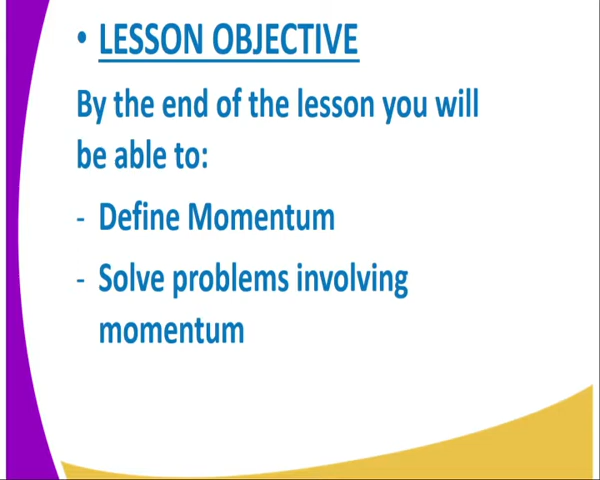 • LESSON OBJECTIVE
By the end of the lesson you will
be able to:
- Define Momentum
- Solve problems involving
momentum